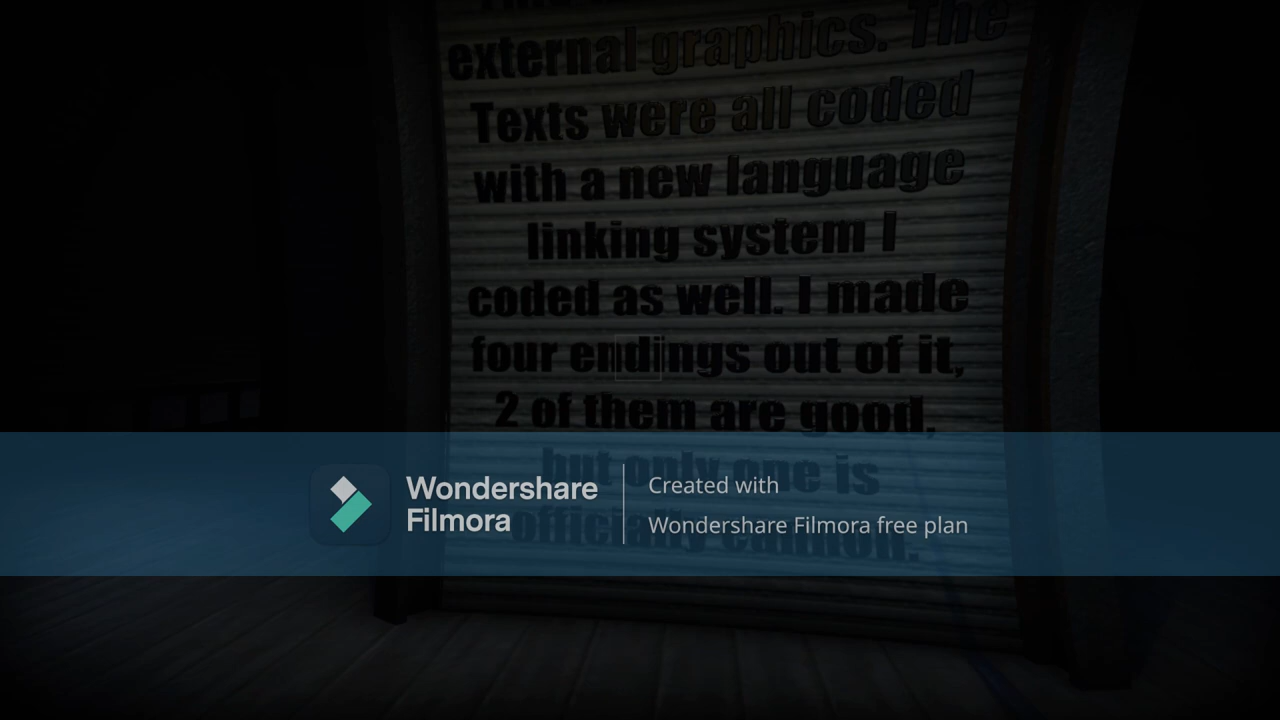 external graphics. The
Texts were all coded
with a new language
linking system I
coded as well. I made
four endings out of it,
2 of them are good,
but only one is
officially cannon.
Wondershare
Filmora
Created with
Wondershare Filmora free plan